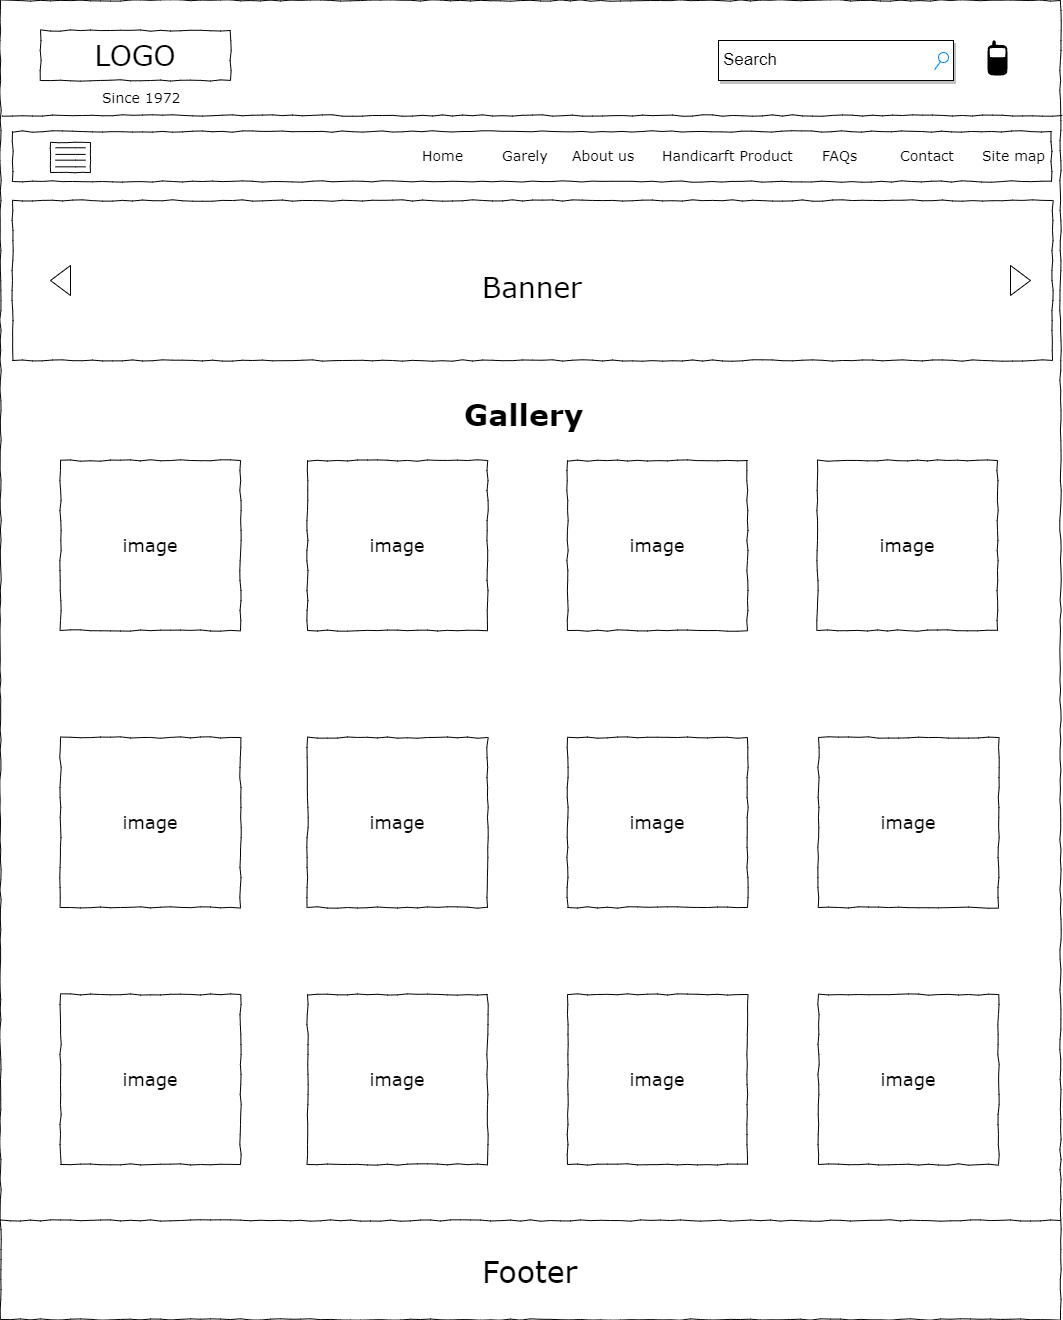 LOGO
Search
Since 1972
Home Garely About us Handicarft Product FAQs Contact Site map
Banner
Gallery
image image image image
image image image image
image image image image
Footer